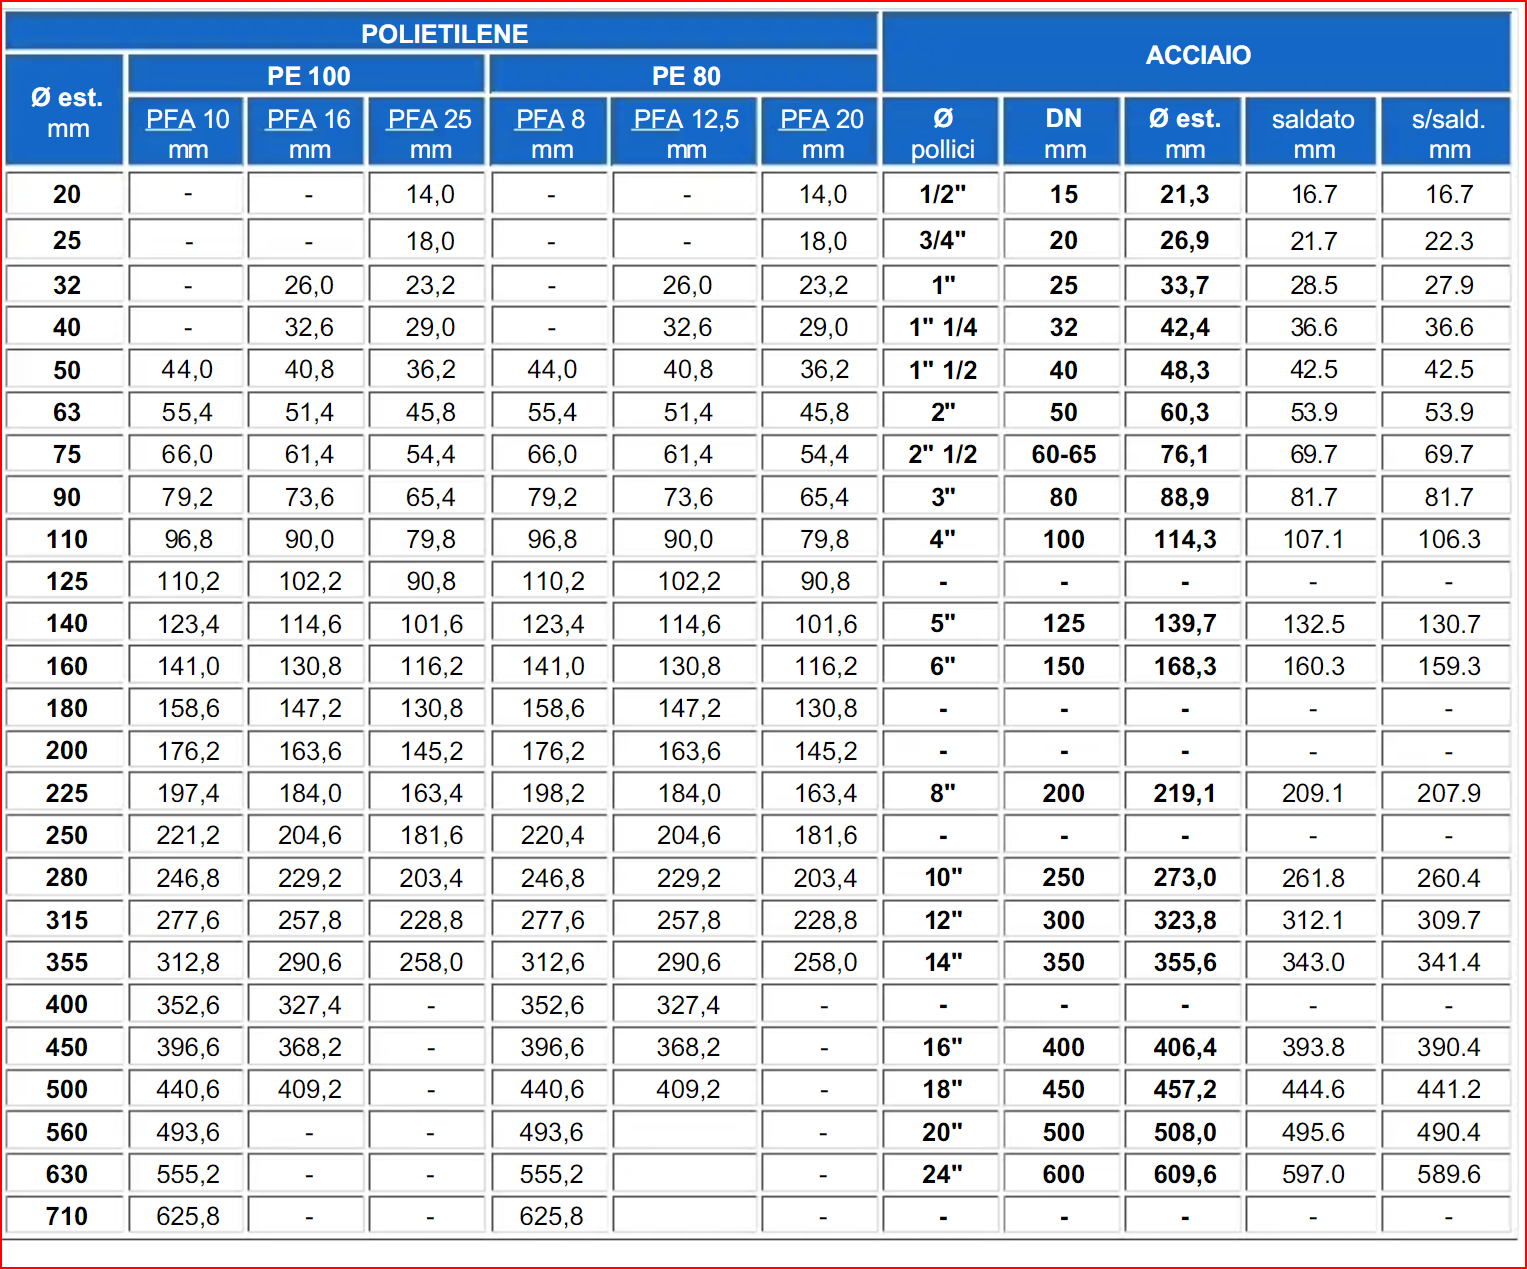 POLIETILENE ACCIAIO
Ø est. mm PE 100 PE 80
PFA 10 mm PFA 16 mm PFA 25 mm PFA 8 mm PFA 12,5 mm PFA 20 mm Ø pollici DN mm Ø est. mm saldato mm s/sald. mm
20 - - 14,0 - - 14,0 1/2" 15 21,3 16.7 16.7
25 - - 18,0 - - 18,0 3/4" 20 26,9 21.7 22.3
32 - 26,0 23,2 - 26,0 23,2 1" 25 33,7 28.5 27.9
40 - 32,6 29,0 - 32,6 29,0 1" 1/4 32 42,4 36.6 36.6
50 44,0 40,8 36,2 44,0 40,8 36,2 1" 1/2 40 48,3 42.5 42.5
63 55,4 51,4 45,8 55,4 51,4 45,8 2" 50 60,3 53.9 53.9
75 66,0 61,4 54,4 66,0 61,4 54,4 2" 1/2 60-65 76,1 69.7 69.7
90 79,2 73,6 65,4 79,2 73,6 65,4 3" 80 88,9 81.7 81.7
110 96,8 90,0 79,8 96,8 90,0 79,8 4" 100 114,3 107.1 106.3
125 110,2 102,2 90,8 110,2 102,2 90,8 - - - - -
140 123,4 114,6 101,6 123,4 114,6 101,6 5" 125 139,7 132.5 130.7
160 141,0 130,8 116,2 141,0 130,8 116,2 6" 150 168,3 160.3 159.3
180 158,6 147,2 130,8 158,6 147,2 130,8 - - - - -
200 176,2 163,6 145,2 176,2 163,6 145,2 - - - - -
225 197,4 184,0 163,4 198,2 184,0 163,4 8" 200 219,1 209.1 207.9
250 221,2 204,6 181,6 220,4 204,6 181,6 - - - - -
280 246,8 229,2 203,4 246,8 229,2 203,4 10" 250 273,0 261.8 260.4
315 277,6 257,8 228,8 277,6 257,8 228,8 12" 300 323,8 312.1 309.7
355 312,8 290,6 258,0 312,6 290,6 258,0 14" 350 355,6 343.0 341.4
400 352,6 327,4 - 352,6 327,4 - - - - - -
450 396,6 368,2 - 396,6 368,2 - 16" 400 406,4 393.8 390.4
500 440,6 409,2 - 440,6 409,2 - 18" 450 457,2 444.6 441.2
560 493,6 - - 493,6 - 20" 500 508,0 495.6 490.4
630 555,2 - - 555,2 - 24" 600 609,6 597.0 589.6
710 625,8 - - 625,8 - - - - - -